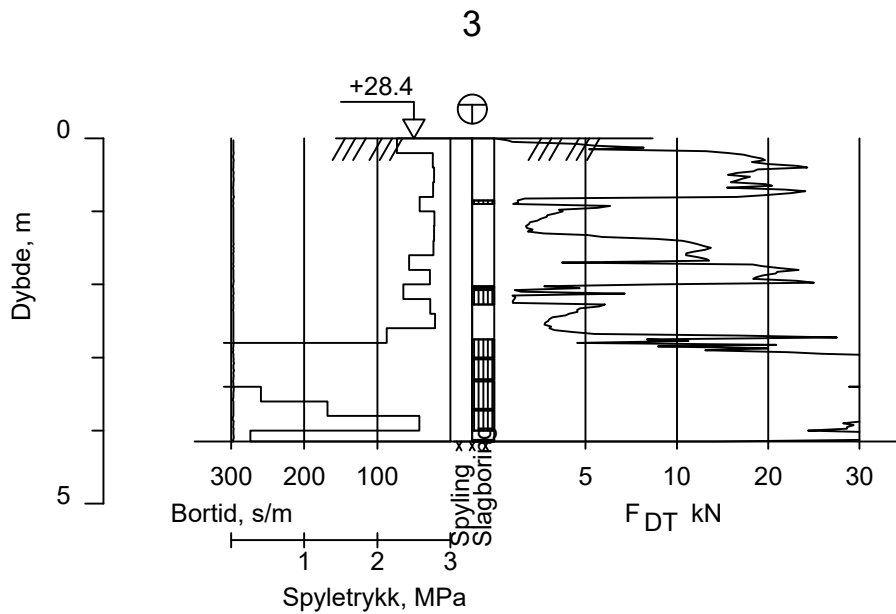 3
+28.4
0
Dybde, m
5
300 200 100
Bortid, s/m
1 2 3
Spyletrykk, MPa
Spyling
Slagboring
5 10 20 30
FDT kN